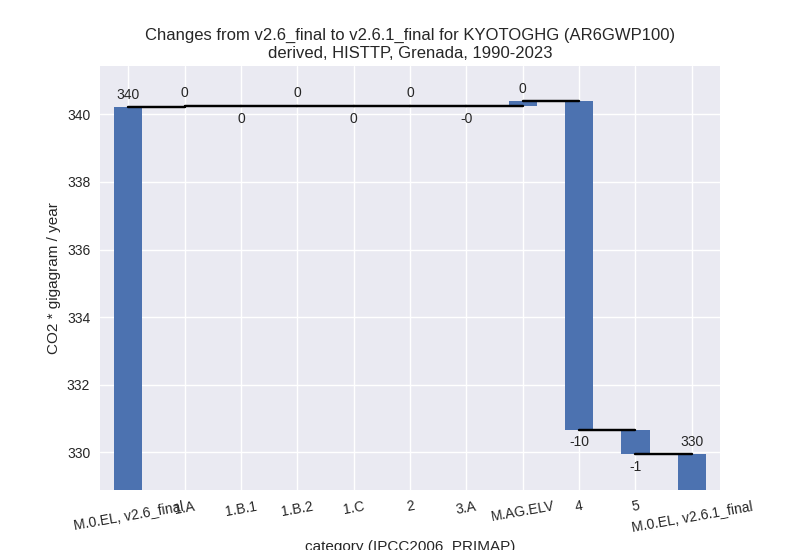 Changes from v2.6_final to v2.6.1_final for KYOTOGHG (AR6GWP100)
derived, HISTTP, Grenada, 1990-2023
340 0 0 0 0
0 0 -0
-10 330
-1
340
338
336
334
332
330
CO2 * gigagram / year
M.0.EL, v2.6_final 1.A 1.B.1 1.B.2 1.C 2 3.A M.AG.ELV 4 5 M.0.EL, v2.6.1_final
category (IPCC2006_PRIMAP)